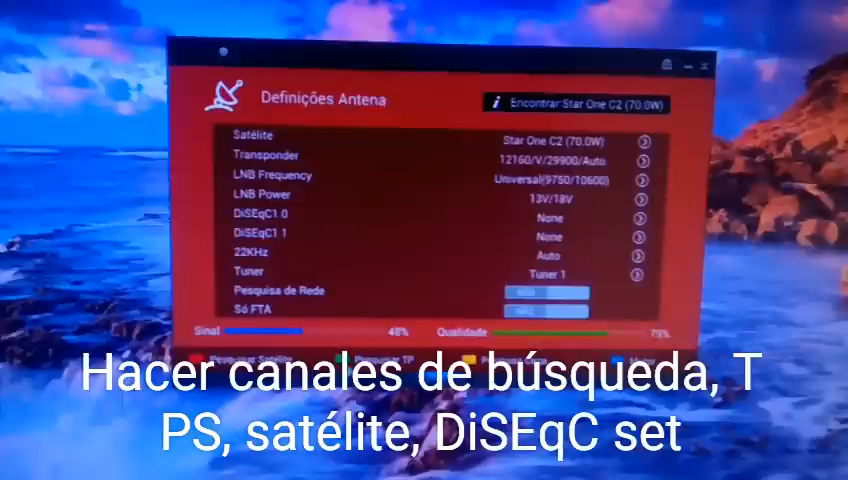 Definições Antena
i Encontrar Star One C2 (70.0W)
Satélite Star One C2 (70.0W)
Transponder 12160/V/29900/Auto
LNB Frequency Universal(9750/10600)
LNB Power 13V/18V
DiSEqC1 0 None
DiSEqC1 1 None
22KHz Auto
Tuner Tuner 1
Pesquisa de Rede
Só FTA
Sinal 48% Qualidade 75%
Hacer canales de búsqueda, T
PS, satélite, DiSEqC set